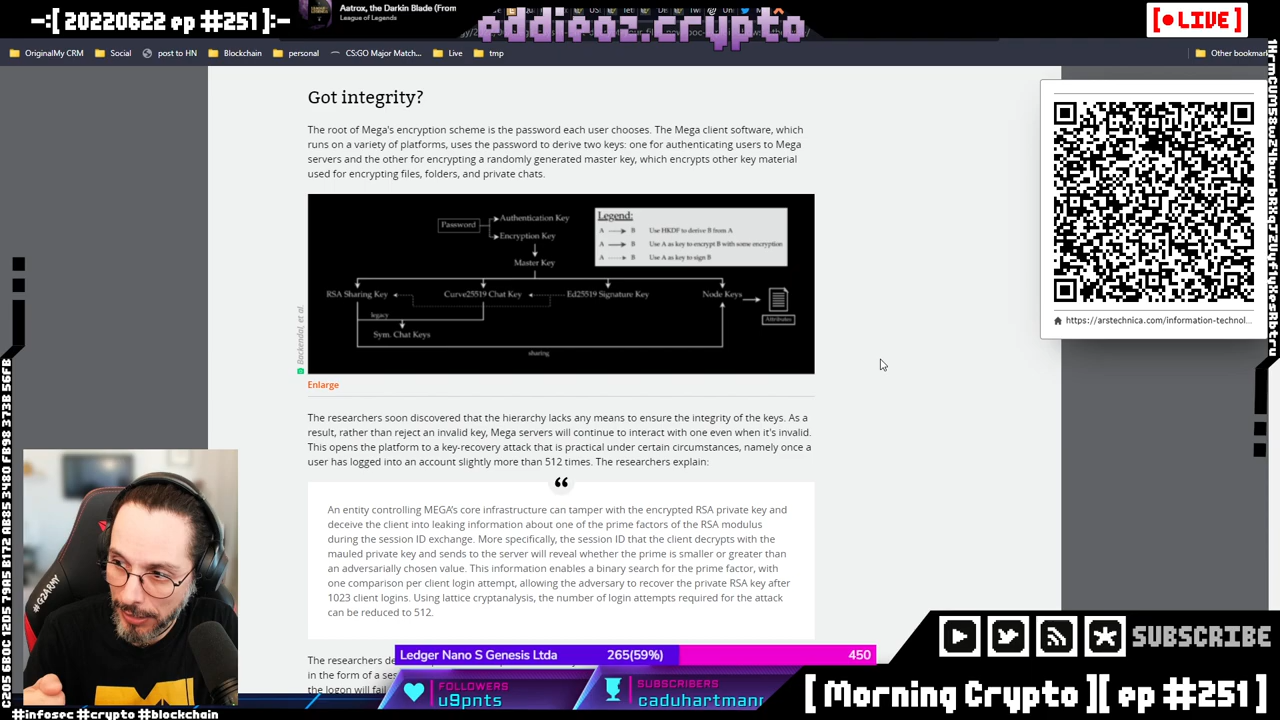 -:[ 20220622 ep #251 ]:-
Aatrox, the Darkin Blade (From
League of Legends
eddieoz.crypto
[ • LIVE ]
OriginalMy CRM
Social
post to HN
Blockchain
personal
CS:GO Major Match...
Live
tmp
Other bookmar
Got integrity?
The root of Mega's encryption scheme is the password each user chooses. The Mega client software, which
runs on a variety of platforms, uses the password to derive two keys: one for authenticating users to Mega
servers and the other for encrypting a randomly generated master key, which encrypts other key material
used for encrypting files, folders, and private chats.
Password
Authentication Key
Encryption Key
Master Key
Legend:
A B Use HKDF to derive B from A
A B Use A as key to encrypt B with some encryption
A B Use A as key to sign B
RSA Sharing Key
Curve25519 Chat Key
Ed25519 Signature Key
Node Keys
Attributes
legacy
Sym. Chat Keys
sharing
Backendal, et al.
https://arstechnica.com/information-technol...
Enlarge
The researchers soon discovered that the hierarchy lacks any means to ensure the integrity of the keys. As a
result, rather than reject an invalid key, Mega servers will continue to interact with one even when it's invalid.
This opens the platform to a key-recovery attack that is practical under certain circumstances, namely once a
user has logged into an account slightly more than 512 times. The researchers explain:
“
An entity controlling MEGA's core infrastructure can tamper with the encrypted RSA private key and
deceive the client into leaking information about one of the prime factors of the RSA modulus
during the session ID exchange. More specifically, the session ID that the client decrypts with the
mauled private key and sends to the server will reveal whether the prime is smaller or greater than
an adversarially chosen value. This information enables a binary search for the prime factor, with
one comparison per client login attempt, allowing the adversary to recover the private RSA key after
1023 client logins. Using lattice cryptanalysis, the number of login attempts required for the attack
can be reduced to 512.
The researchers de
in the form of a ses
the logon will fail
Ledger Nano S Genesis Ltda 265(59%) 450
FOLLOWERS
u9pnts
SUBSCRIBERS
caduhartmann
SUBSCRIBE
[ Morning Crypto ][ ep #251 ]
#infosec #crypto #blockchain